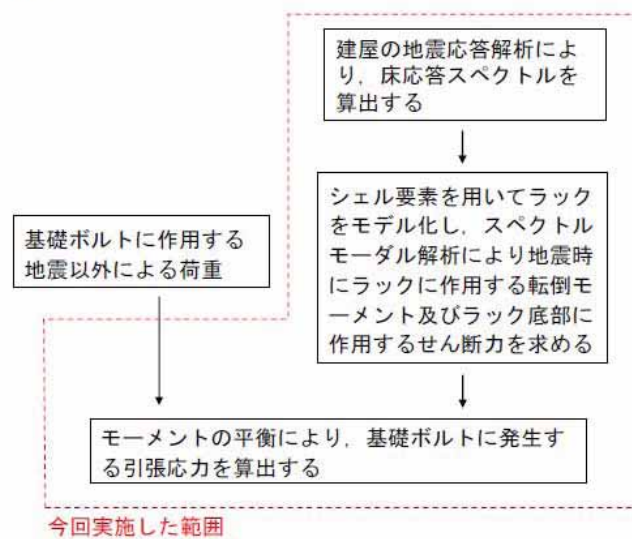 建屋の地震応答解析によ
り，床応答スペクトルを
算出する
シェル要素を用いてラック
をモデル化し，スペクトル
モーダル解析により地震時
にラックに作用する転倒モ
ーメント及びラック底部に
作用するせん断力を求める
基礎ボルトに作用する
地震以外による荷重
モーメントの平衡により，基礎ボルトに発生す
る引張応力を算出する
今回実施した範囲